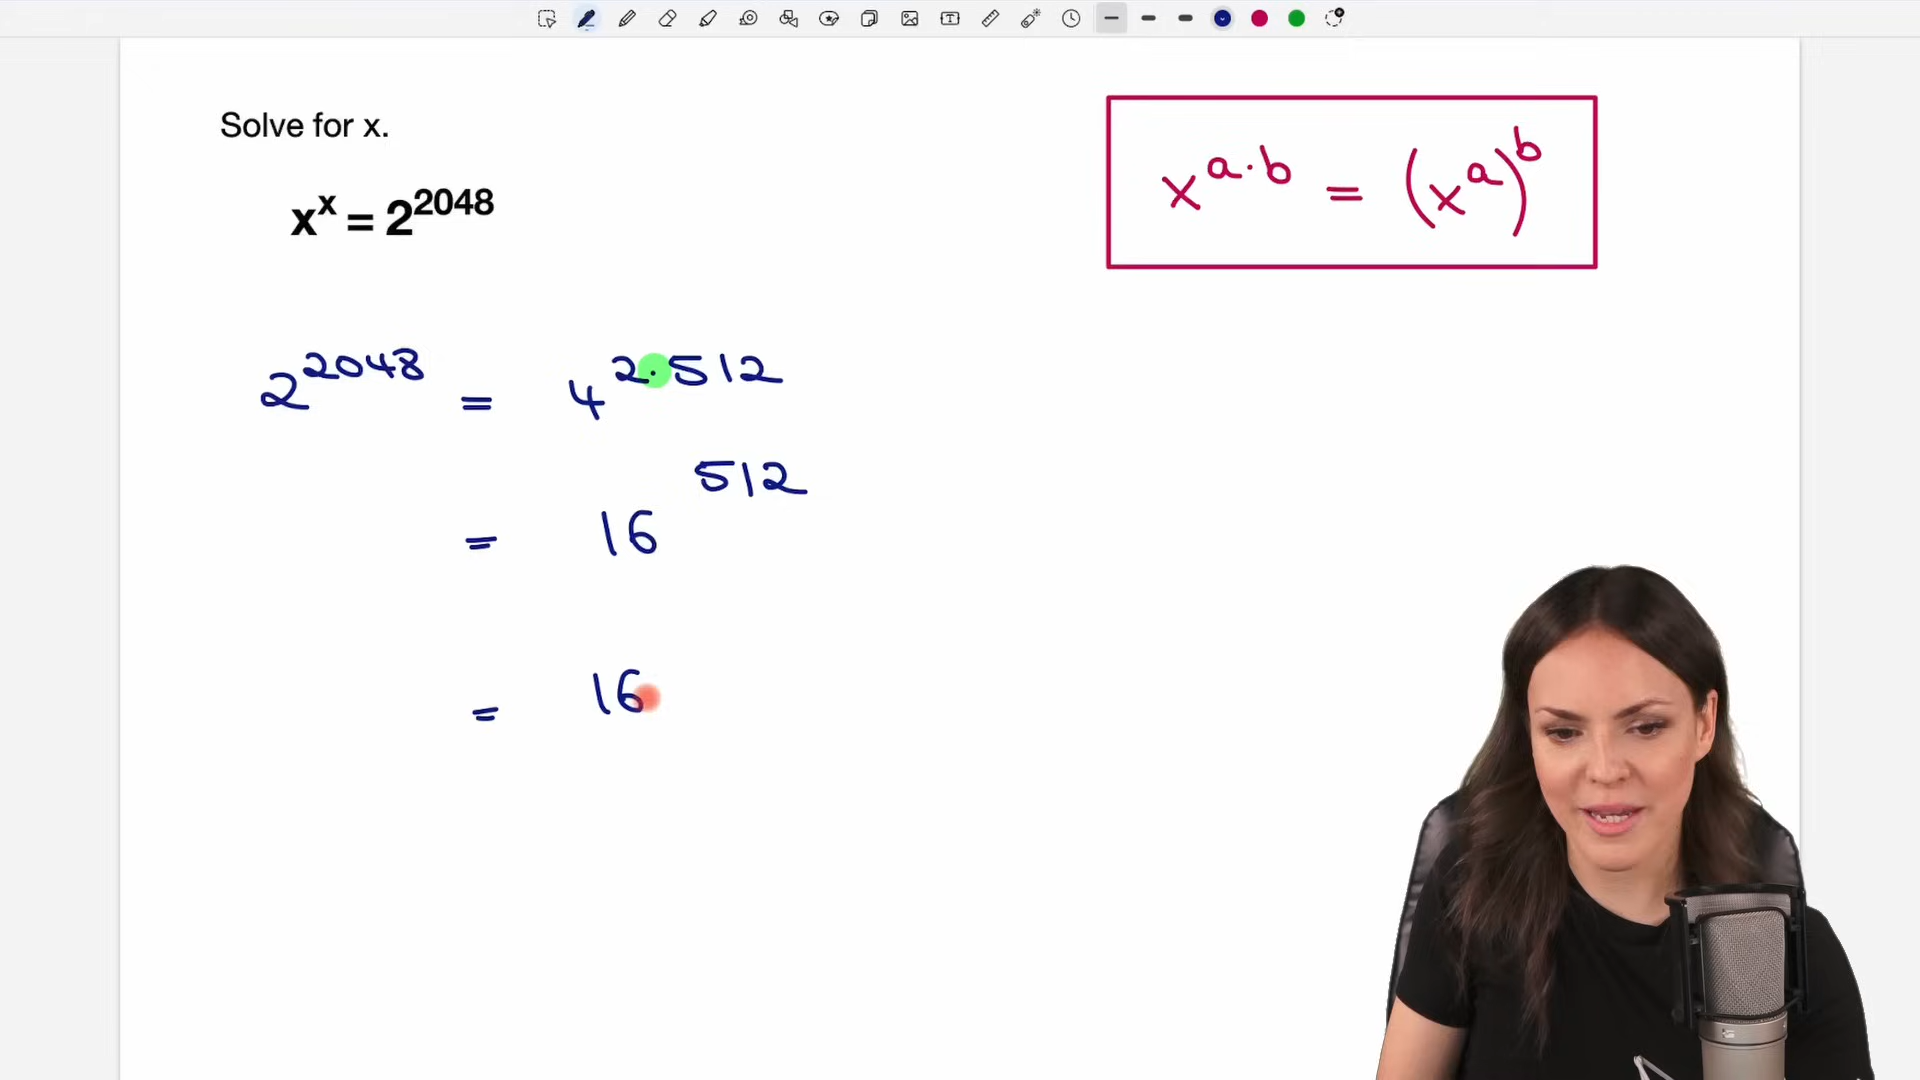 Solve for x.
x^x = 2^2048
x^a·b = (x^a)^b
2^2048 = 4^2·512
= 16^512
= 16